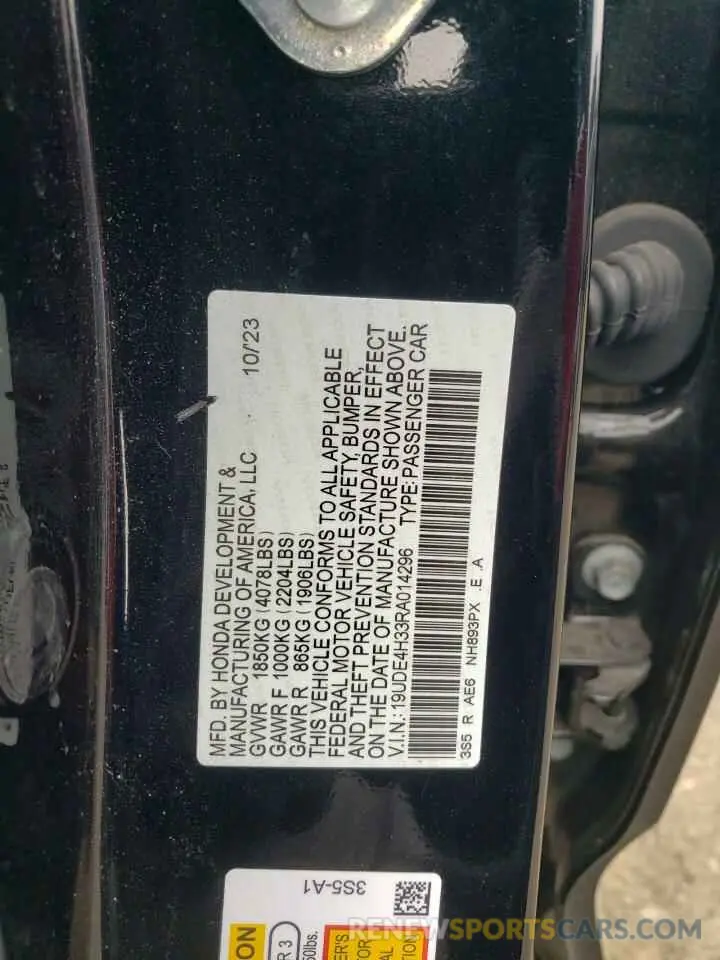 MFD. BY HONDA DEVELOPMENT &
MANUFACTURING OF AMERICA, LLC 10/23
GVWR 1850KG (4078LBS)
GAWR F 1000KG (2204LBS)
GAWR R 865KG (1906LBS)
THIS VEHICLE CONFORMS TO ALL APPLICABLE
FEDERAL MOTOR VEHICLE SAFETY, BUMPER,
AND THEFT PREVENTION STANDARDS IN EFFECT
ON THE DATE OF MANUFACTURE SHOWN ABOVE.
V.I.N.: 19UDE4H33RA014296 TYPE: PASSENGER CAR
3S5 R AE6 NH893PX .E .A
3S5-A1
R 3
50lbs.
RENEWSPORTSCARS.COM